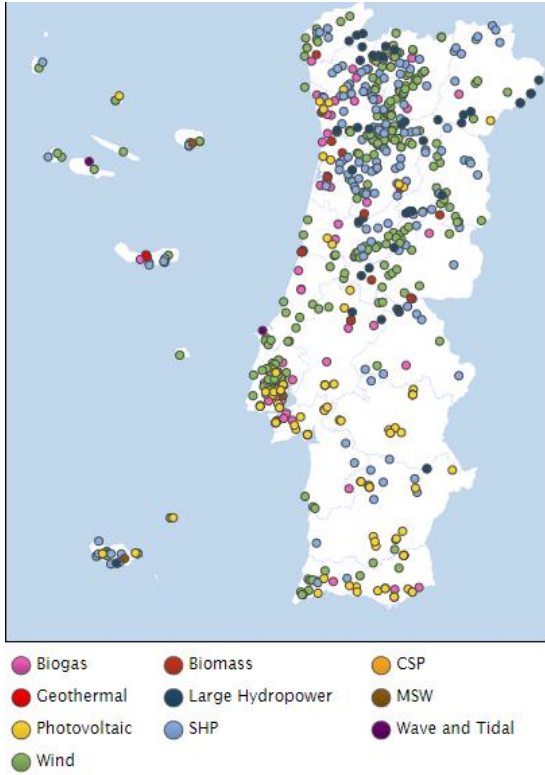 Biogas Biomass CSP
Geothermal Large Hydropower MSW
Photovoltaic SHP Wave and Tidal
Wind